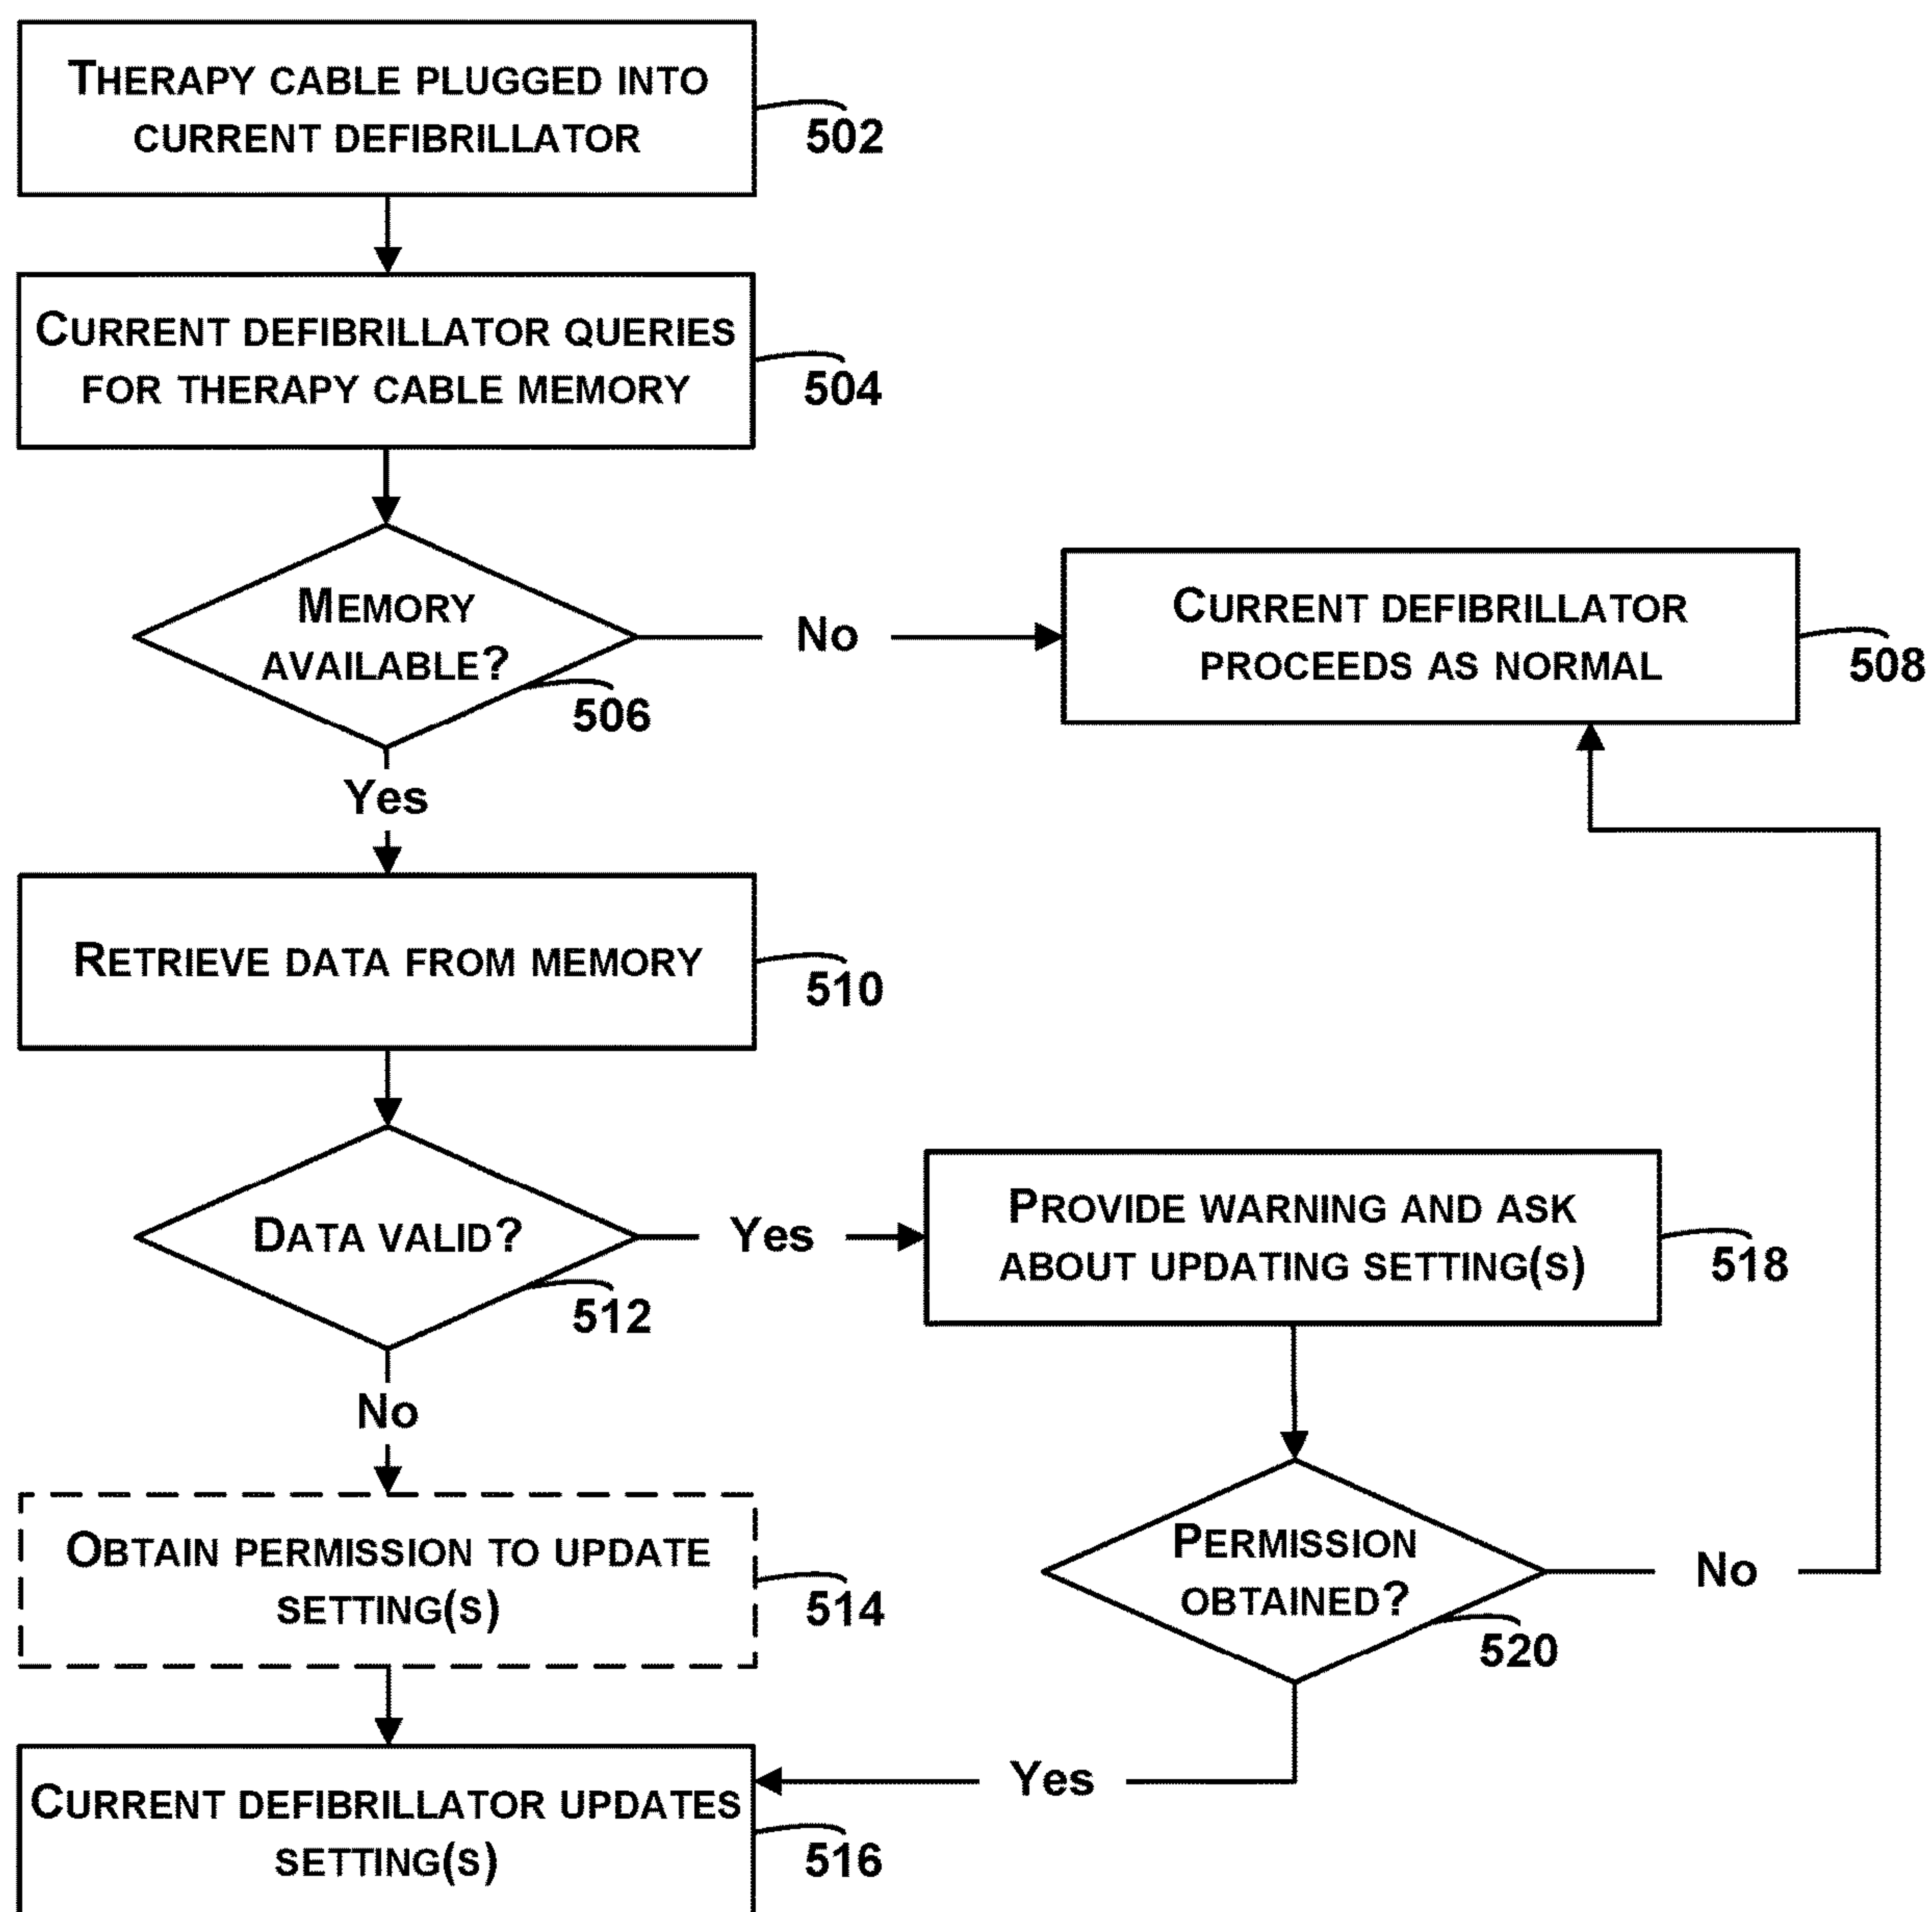 THERAPY CABLE PLUGGED INTO
CURRENT DEFIBRILLATOR
502
CURRENT DEFIBRILLATOR QUERIES
FOR THERAPY CABLE MEMORY
504
MEMORY
AVAILABLE?
506
No
CURRENT DEFIBRILLATOR
PROCEEDS AS NORMAL
508
Yes
RETRIEVE DATA FROM MEMORY
510
DATA VALID?
512
Yes
PROVIDE WARNING AND ASK
ABOUT UPDATING SETTING(S)
518
No
OBTAIN PERMISSION TO UPDATE
SETTING(S)
514
PERMISSION
OBTAINED?
520
No
Yes
CURRENT DEFIBRILLATOR UPDATES
SETTING(S)
516